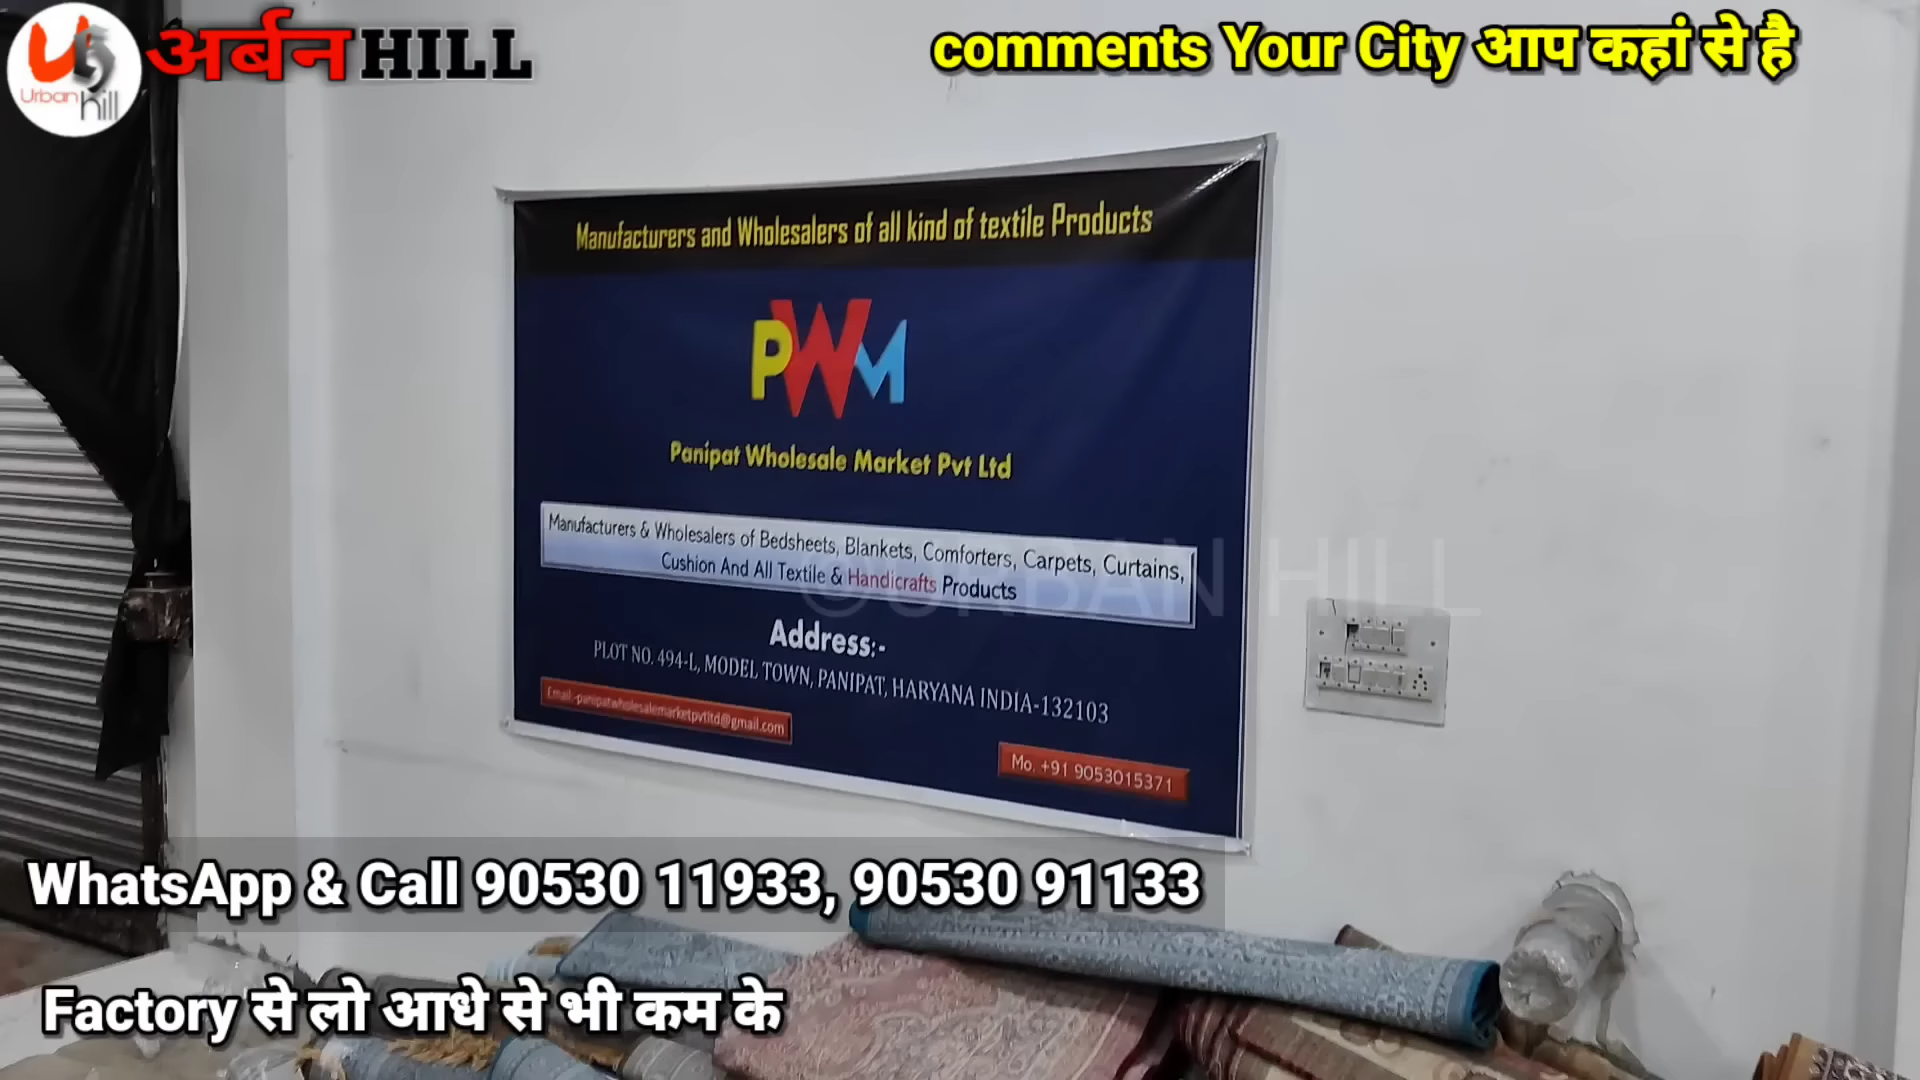 Urban hill
अर्बन HILL
comments Your City आप कहां से है
Manufacturers and Wholesalers of all kind of textile Products
PWM
Panipat Wholesale Market Pvt Ltd
Manufacturers & Wholesalers of Bedsheets, Blankets, Comforters, Carpets, Curtains,
Cushion And All Textile & Handicrafts Products
@URBAN HILL
Address:-
PLOT NO. 494-L, MODEL TOWN, PANIPAT, HARYANA INDIA-132103
Email:-panipatwholesalemarketpvtltd@gmail.com
Mo. +91 9053015371
WhatsApp & Call 90530 11933, 90530 91133
Factory से लो आधे से भी कम के